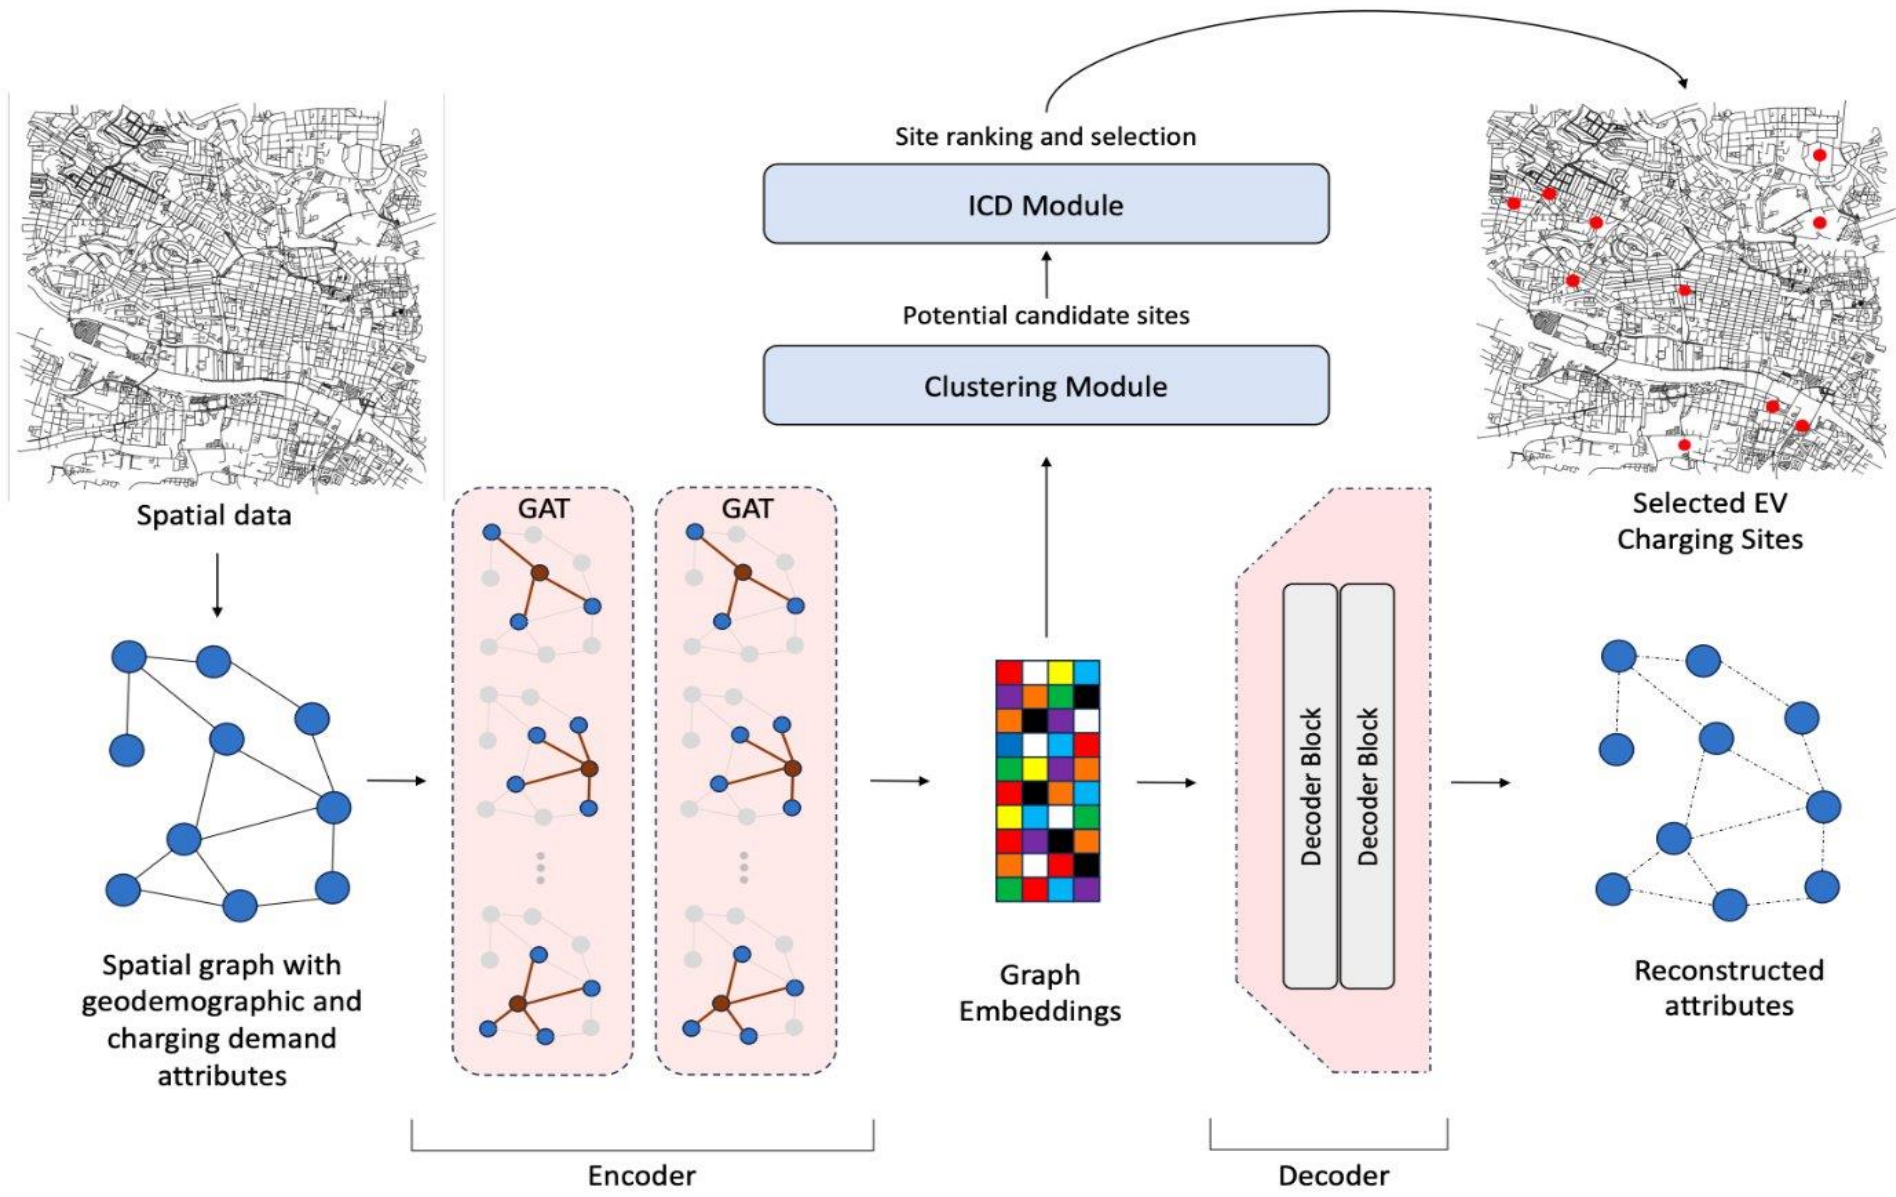 Site ranking and selection
ICD Module
Potential candidate sites
Clustering Module
Spatial data
GAT
GAT
Selected EV
Charging Sites
Decoder Block
Decoder Block
Spatial graph with
geodemographic and
charging demand
attributes
Graph
Embeddings
Reconstructed
attributes
Encoder
Decoder